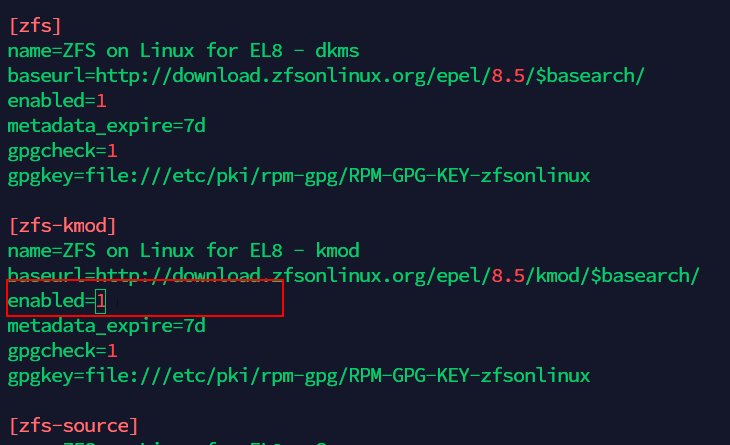 [zfs]
name=ZFS on Linux for EL8 - dkms
baseurl=http://download.zfsonlinux.org/epel/8.5/$basearch/
enabled=1
metadata_expire=7d
gpgcheck=1
gpgkey=file:///etc/pki/rpm-gpg/RPM-GPG-KEY-zfsonlinux
[zfs-kmod]
name=ZFS on Linux for EL8 - kmod
baseurl=http://download.zfsonlinux.org/epel/8.5/kmod/$basearch/
enabled=1
metadata_expire=7d
gpgcheck=1
gpgkey=file:///etc/pki/rpm-gpg/RPM-GPG-KEY-zfsonlinux
[zfs-source]